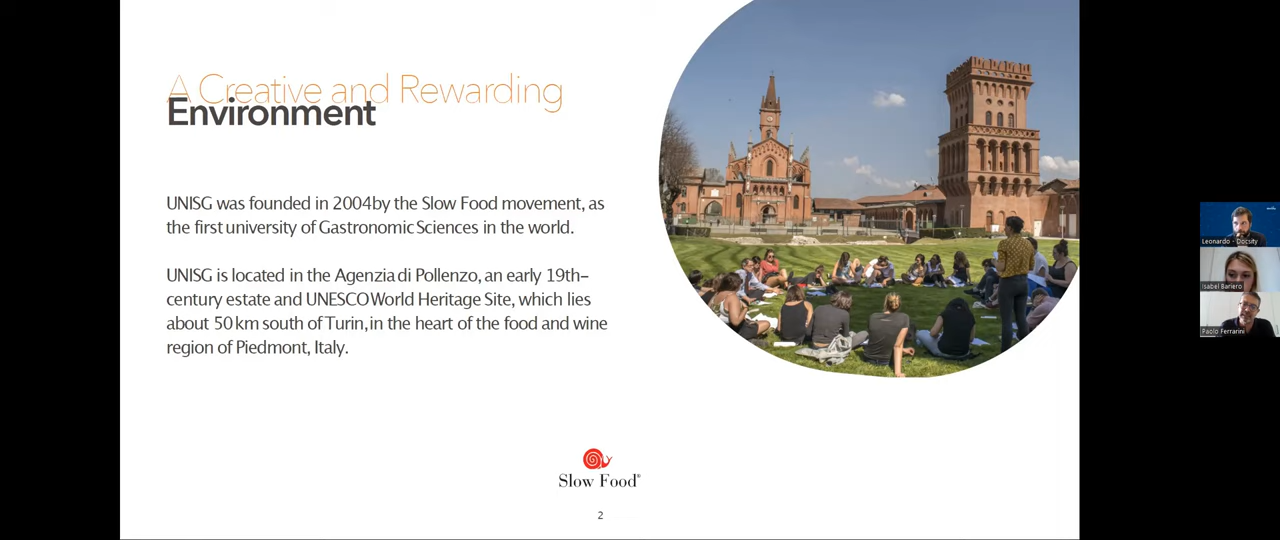 A Creative and Rewarding
Environment
UNISG was founded in 2004by the Slow Food movement, as
the first university of Gastronomic Sciences in the world.
UNISG is located in the Agenzia di Pollenzo, an early 19th–
century estate and UNESCO World Heritage Site, which lies
about 50 km south of Turin, in the heart of the food and wine
region of Piedmont, Italy.
Slow Food®
2
Leonardo - Docsity
Isabel Bariero
Paolo Ferrarini